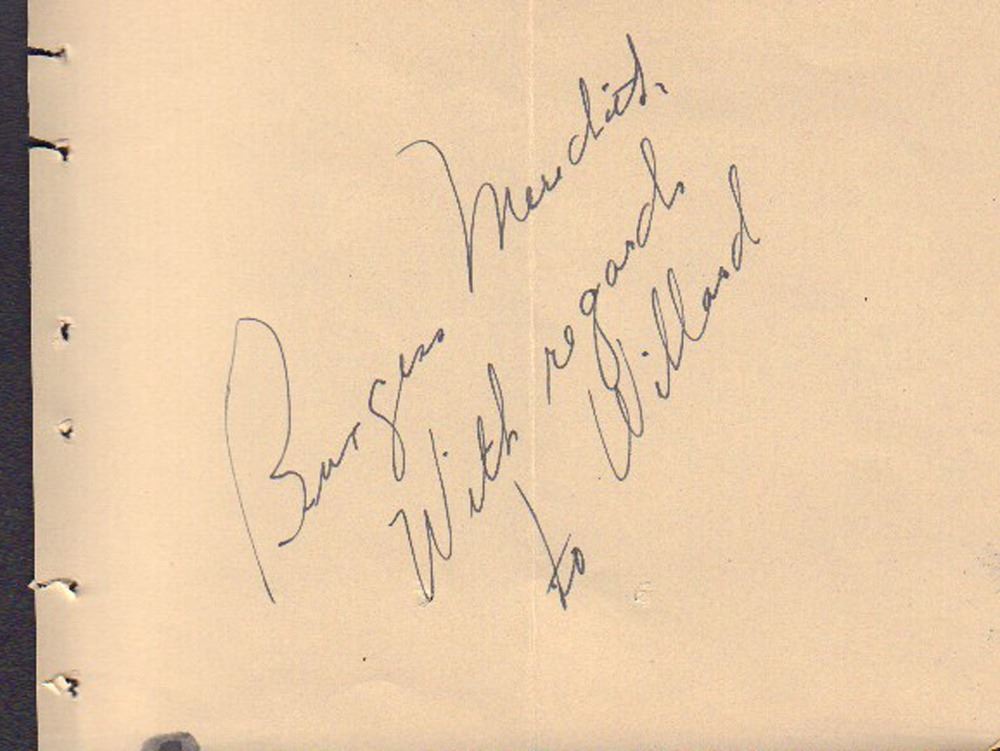 Burgess Meredith
With regards
to Willard